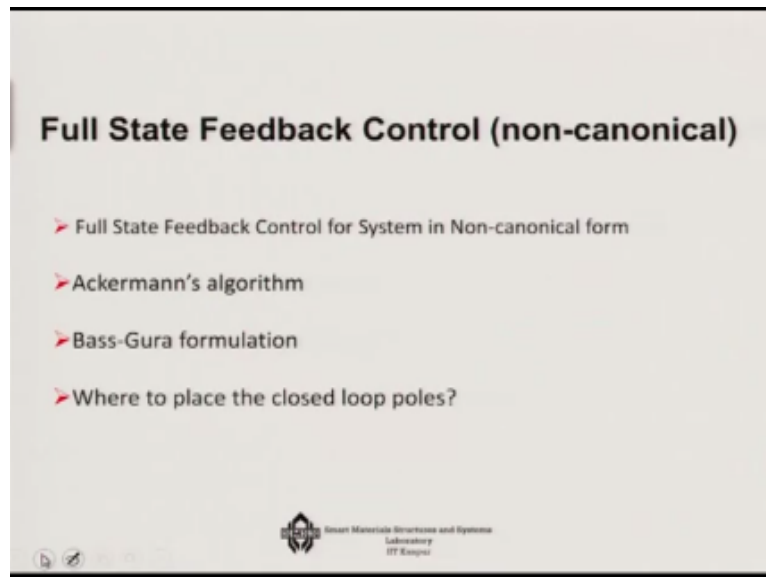 Full State Feedback Control (non-canonical)
Full State Feedback Control for System in Non-canonical form
Ackermann's algorithm
Bass-Gura formulation
Where to place the closed loop poles?
Smart Materials Structures and Systems
Laboratory
IIT Kanpur